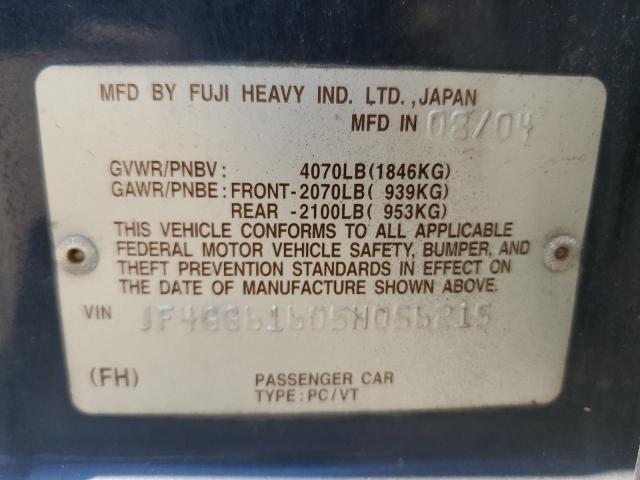 MFD BY FUJI HEAVY IND. LTD.,JAPAN
MFD IN 08/04
GVWR/PNBV: 4070LB(1846KG)
GAWR/PNBE: FRONT-2070LB( 939KG)
REAR -2100LB( 953KG)
THIS VEHICLE CONFORMS TO ALL APPLICABLE
FEDERAL MOTOR VEHICLE SAFETY, BUMPER, AND
THEFT PREVENTION STANDARDS IN EFFECT ON
THE DATE OF MANUFACTURE SHOWN ABOVE.
VIN JF4GG61605H056215
(FH) PASSENGER CAR
TYPE: PC/VT